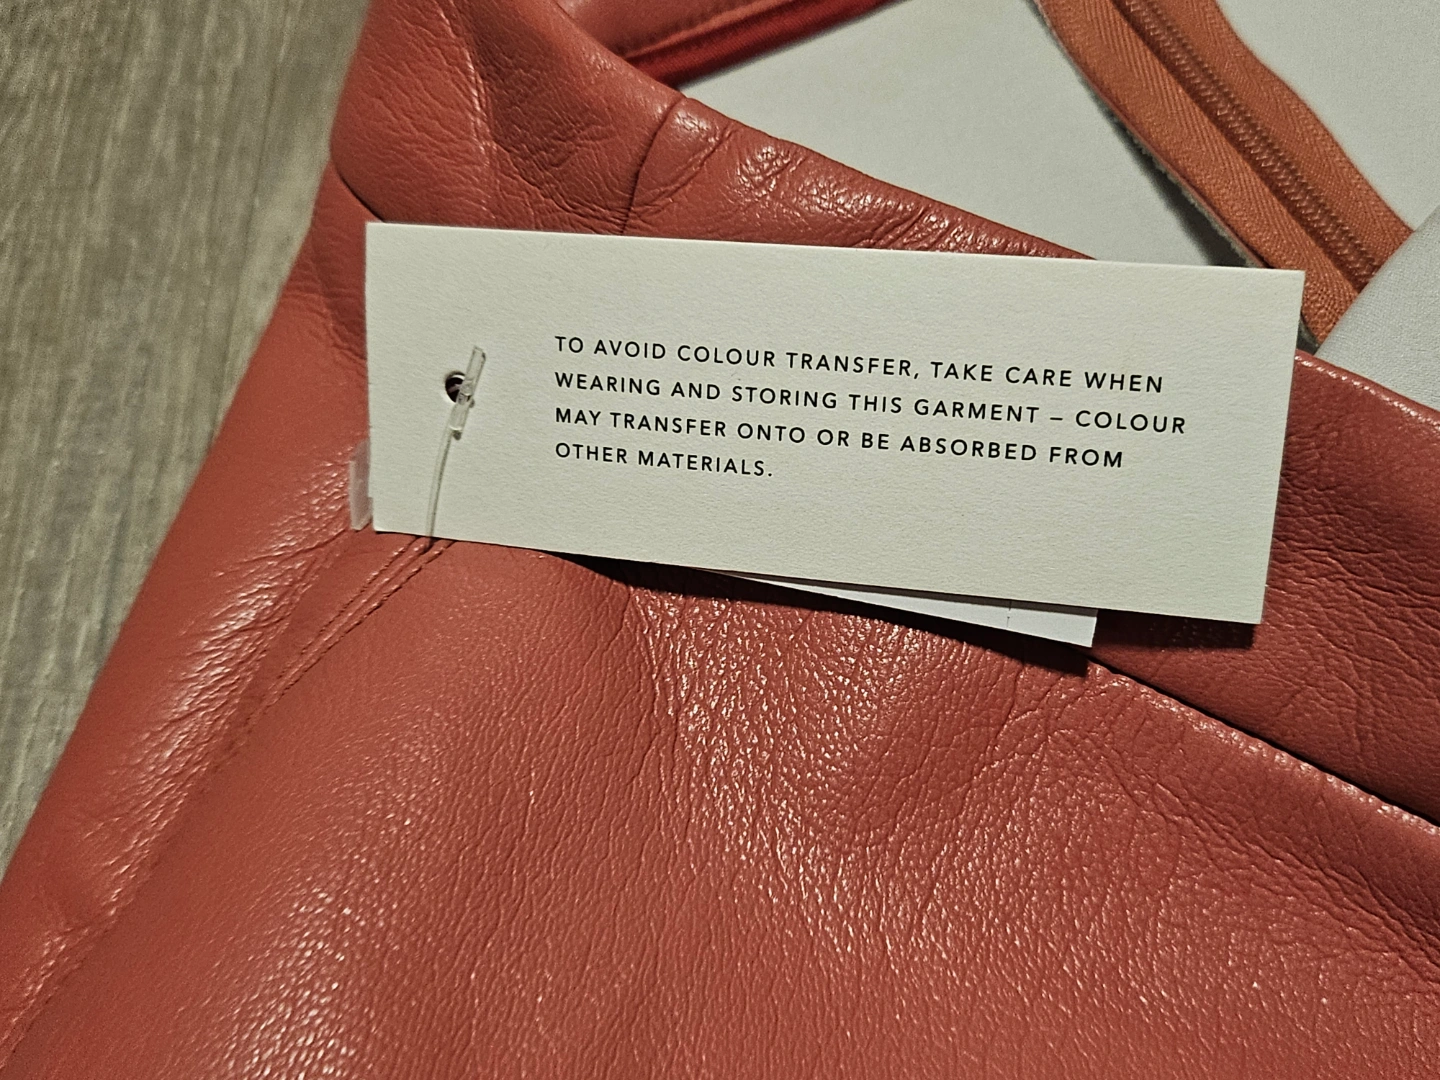 TO AVOID COLOUR TRANSFER, TAKE CARE WHEN
WEARING AND STORING THIS GARMENT – COLOUR
MAY TRANSFER ONTO OR BE ABSORBED FROM
OTHER MATERIALS.